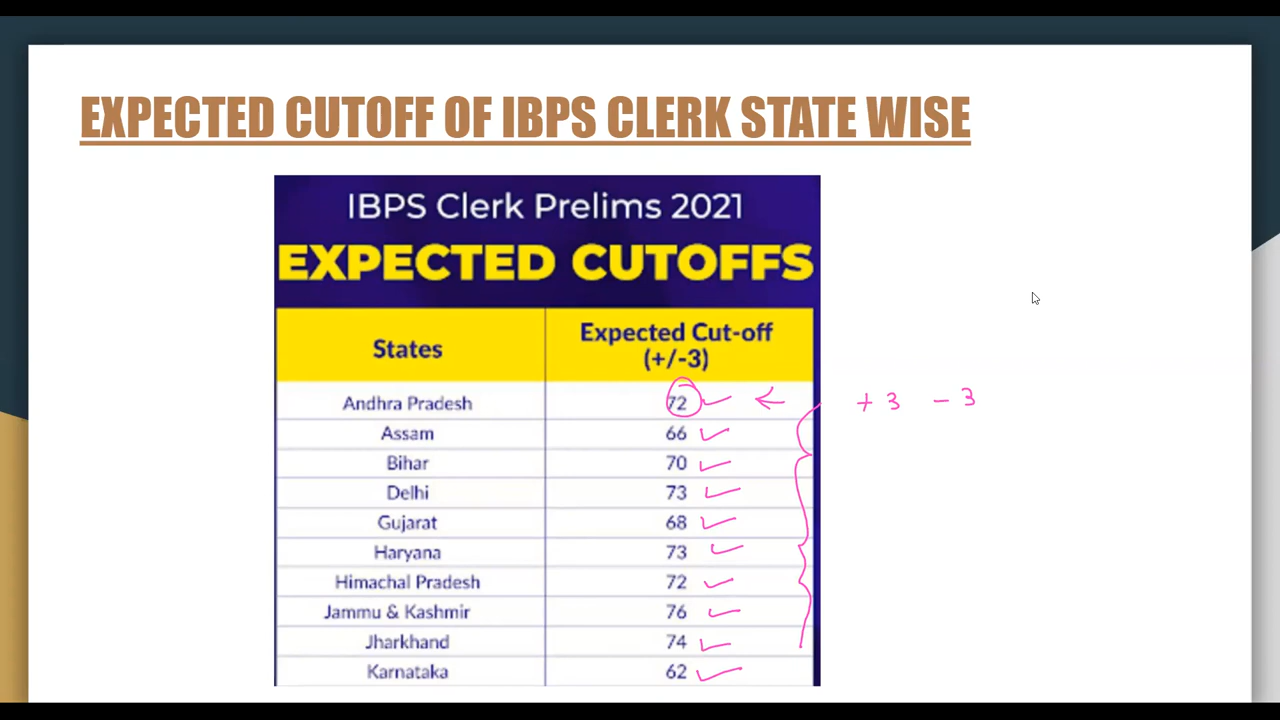 EXPECTED CUTOFF OF IBPS CLERK STATE WISE
IBPS Clerk Prelims 2021
EXPECTED CUTOFFS
States Expected Cut-off (+/-3)
Andhra Pradesh 72 ✓ ← +3 -3
Assam 66 ✓
Bihar 70 ✓
Delhi 73 ✓
Gujarat 68 ✓
Haryana 73 ✓
Himachal Pradesh 72 ✓
Jammu & Kashmir 76 ✓
Jharkhand 74 ✓
Karnataka 62 ✓